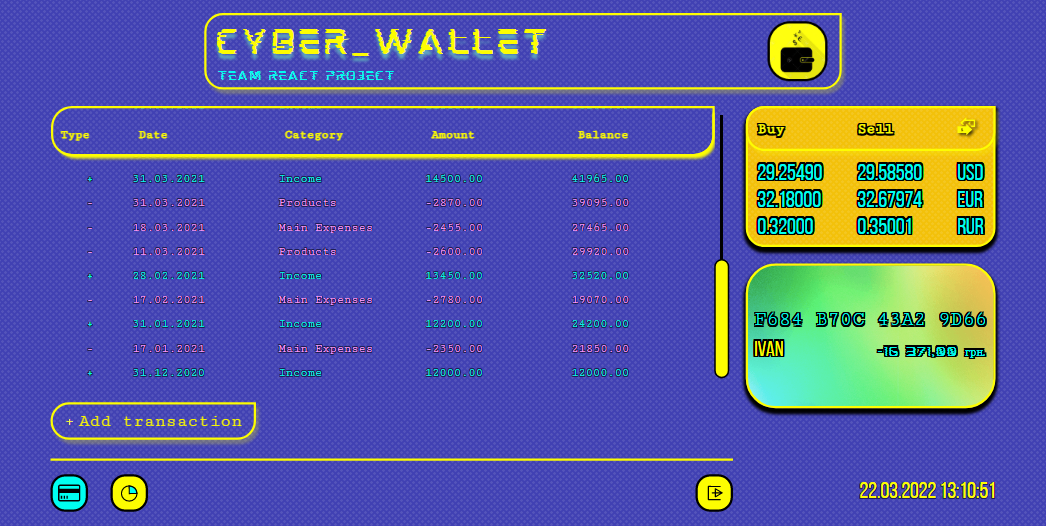 CYBER_WALLET
TEAM REACT PROJECT
Type Date Category Amount Balance
+ 31.03.2021 Income 14500.00 41965.00
- 31.03.2021 Products -2870.00 39095.00
- 18.03.2021 Main Expenses -2455.00 27465.00
- 11.03.2021 Products -2600.00 29920.00
+ 28.02.2021 Income 13450.00 32520.00
- 17.02.2021 Main Expenses -2780.00 19070.00
+ 31.01.2021 Income 12200.00 24200.00
- 17.01.2021 Main Expenses -2350.00 21850.00
+ 31.12.2020 Income 12000.00 12000.00
+ Add transaction
Buy Sell
29.25490 29.58580 USD
32.18000 32.67974 EUR
0.32000 0.35001 RUR
F684 B70C 43A2 9D66
IVAN грн.
22.03.2022 13:10:51